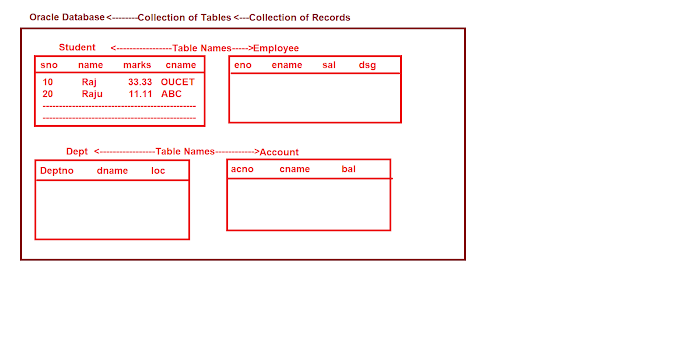 Oracle Database<--------Collection of Tables <---Collection of Records
Student <-----------------Table Names----->Employee
sno name marks cname
10 Raj 33.33 OUCET
20 Raju 11.11 ABC
eno ename sal dsg
Dept <-----------------Table Names------------>Account
Deptno dname loc
acno cname bal